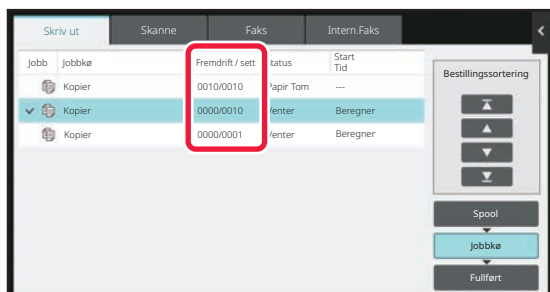 Skriv ut Skanne Faks Intern.Faks
Jobb Jobbkø Fremdrift / sett tatus Start Tid
Kopier 0010/0010 Papir Tom ---
Kopier 0000/0010 Venter Beregner
Kopier 0000/0001 Venter Beregner
Bestillingssortering
Spool
Jobbkø
Fullført